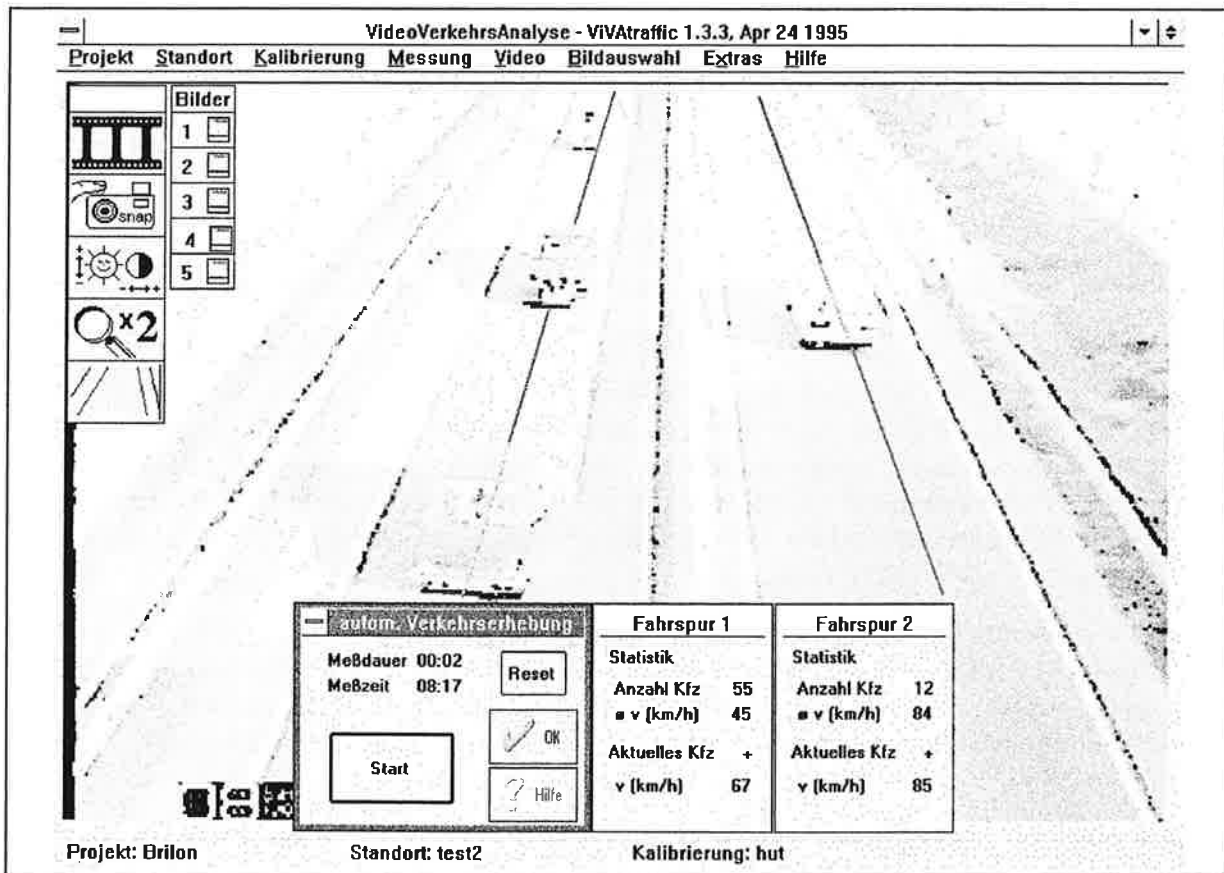 VideoVerkehrsAnalyse - ViVAtraffic 1.3.3, Apr 24 1995
Projekt Standort Kalibrierung Messung Video Bildauswahl Extras Hilfe
Bilder
1
2
3
4
5
snap
x2
autom. Verkehrserhebung
Meßdauer 00:02
Meßzeit 08:17
Reset
Start
OK
Hilfe
Fahrspur 1
Statistik
Anzahl Kfz 55
ø v (km/h) 45
Aktuelles Kfz +
v (km/h) 67
Fahrspur 2
Statistik
Anzahl Kfz 12
ø v (km/h) 84
Aktuelles Kfz +
v (km/h) 85
Projekt: Brilon Standort: test2 Kalibrierung: hut